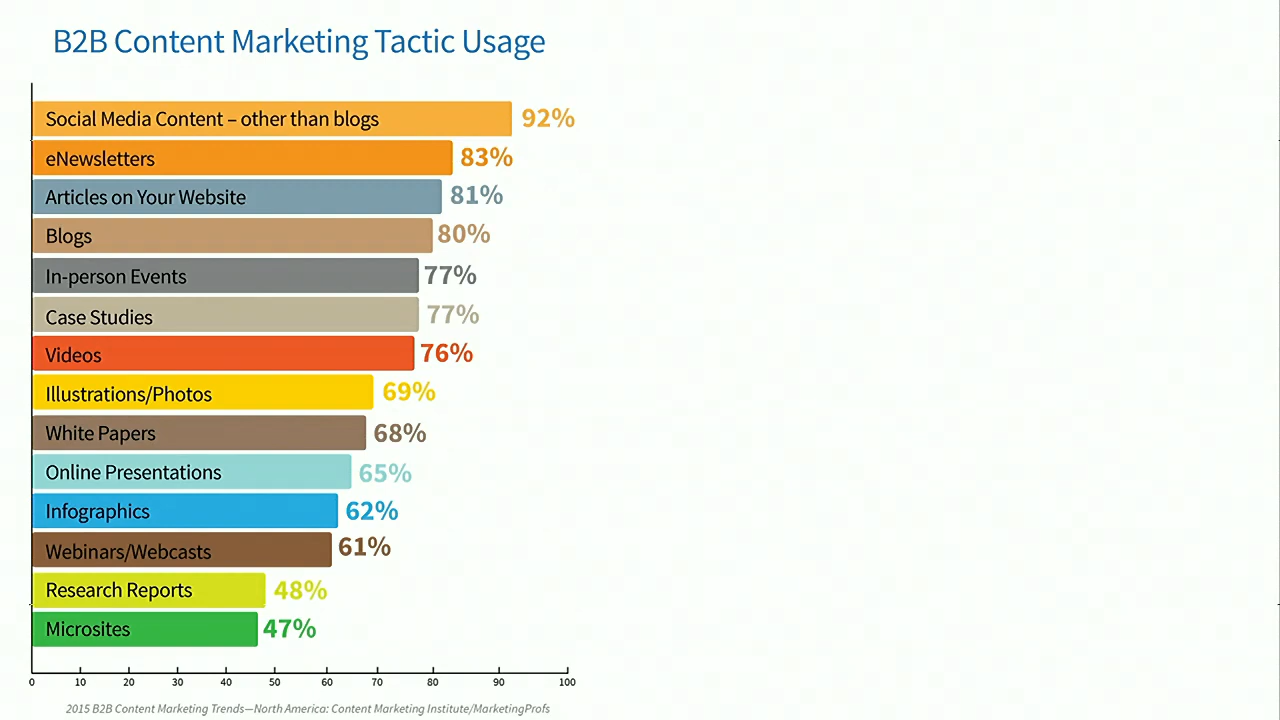 B2B Content Marketing Tactic Usage
Social Media Content – other than blogs 92%
eNewsletters 83%
Articles on Your Website 81%
Blogs 80%
In-person Events 77%
Case Studies 77%
Videos 76%
Illustrations/Photos 69%
White Papers 68%
Online Presentations 65%
Infographics 62%
Webinars/Webcasts 61%
Research Reports 48%
Microsites 47%
0 10 20 30 40 50 60 70 80 90 100
2015 B2B Content Marketing Trends—North America: Content Marketing Institute/MarketingProfs